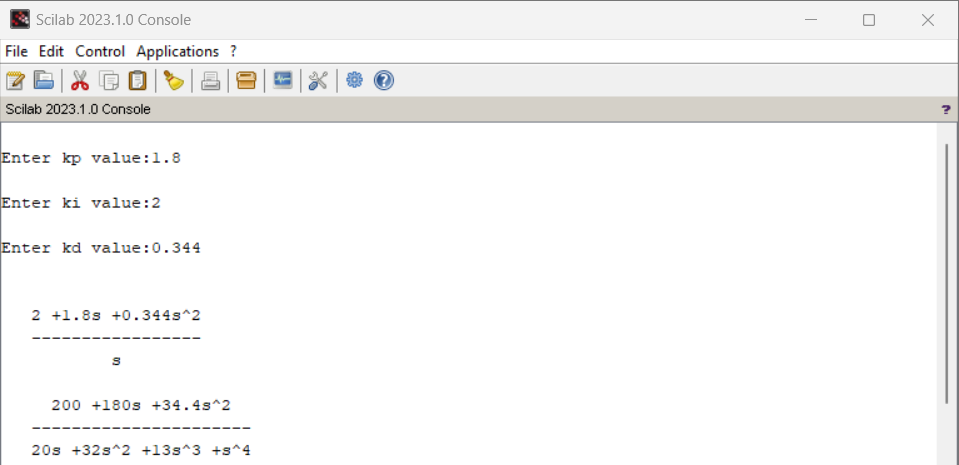 Scilab 2023.1.0 Console
File Edit Control Applications ?
Scilab 2023.1.0 Console ?
Enter kp value:1.8
Enter ki value:2
Enter kd value:0.344
2 +1.8s +0.344s^2
-----------------
s
200 +180s +34.4s^2
----------------------
20s +32s^2 +13s^3 +s^4